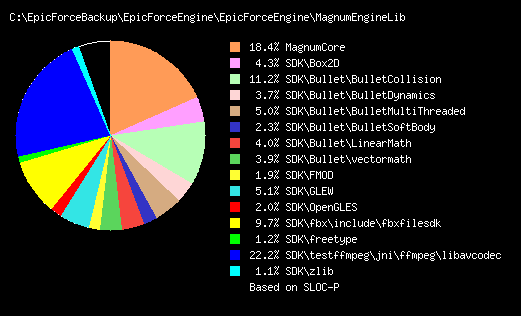 C:\EpicForceBackup\EpicForceEngine\EpicForceEngine\MagnumEngineLib
18.4% MagnumCore
4.3% SDK\Box2D
11.2% SDK\Bullet\BulletCollision
3.7% SDK\Bullet\BulletDynamics
5.0% SDK\Bullet\BulletMultiThreaded
2.3% SDK\Bullet\BulletSoftBody
4.0% SDK\Bullet\LinearMath
3.9% SDK\Bullet\vectormath
1.9% SDK\FMOD
5.1% SDK\GLEW
2.0% SDK\OpenGLES
9.7% SDK\fbx\include\fbxfilesdk
1.2% SDK\freetype
22.2% SDK\testffmpeg\jni\ffmpeg\libavcodec
1.1% SDK\zlib
Based on SLOC-P